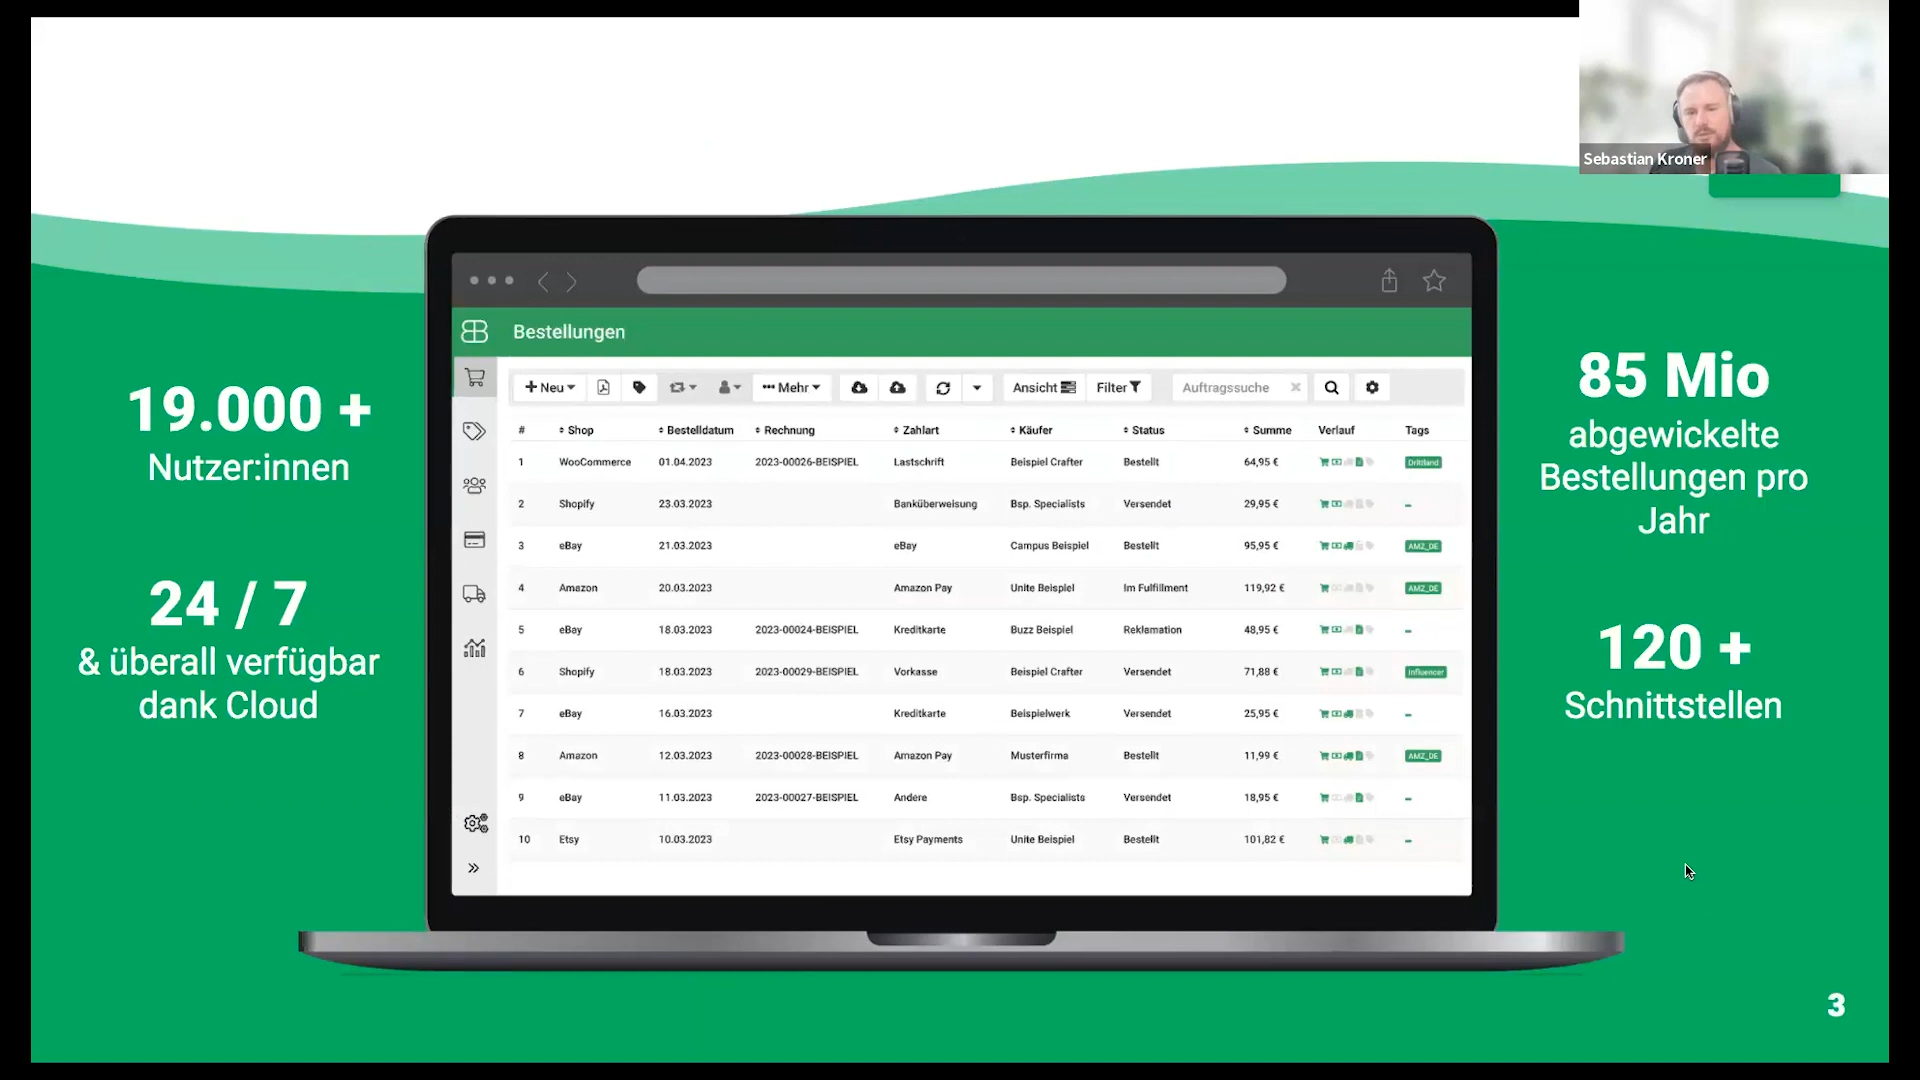 Sebastian Kroner
19.000 +
Nutzer:innen
24 / 7
& überall verfügbar
dank Cloud
Bestellungen
Neu
Mehr
Ansicht
Filter
Auftragssuche
# Shop Bestelldatum Rechnung Zahlart Käufer Status Summe Verlauf Tags
1 WooCommerce 01.04.2023 2023-00026-BEISPIEL Lastschrift Beispiel Crafter Bestellt 64,95 € Drittland
2 Shopify 23.03.2023 Banküberweisung Bsp. Specialists Versendet 29,95 € –
3 eBay 21.03.2023 eBay Campus Beispiel Bestellt 95,95 € AMZ_DE
4 Amazon 20.03.2023 Amazon Pay Unite Beispiel Im Fulfillment 119,92 € AMZ_DE
5 eBay 18.03.2023 2023-00024-BEISPIEL Kreditkarte Buzz Beispiel Reklamation 48,95 € –
6 Shopify 18.03.2023 2023-00029-BEISPIEL Vorkasse Beispiel Crafter Versendet 71,88 € Influencer
7 eBay 16.03.2023 Kreditkarte Beispielwerk Versendet 25,95 € –
8 Amazon 12.03.2023 2023-00028-BEISPIEL Amazon Pay Musterfirma Bestellt 11,99 € AMZ_DE
9 eBay 11.03.2023 2023-00027-BEISPIEL Andere Bsp. Specialists Versendet 18,95 € –
10 Etsy 10.03.2023 Etsy Payments Unite Beispiel Bestellt 101,82 € –
85 Mio
abgewickelte
Bestellungen pro
Jahr
120 +
Schnittstellen
3